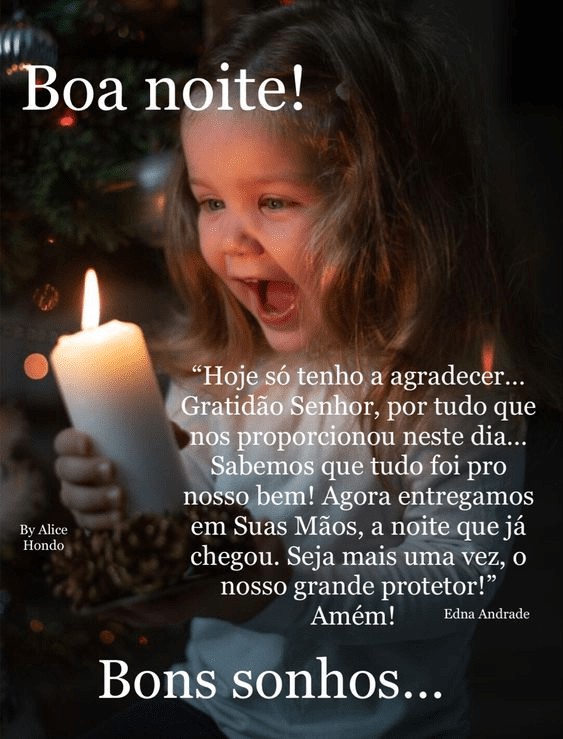 Boa noite!
“Hoje só tenho a agradecer...
Gratidão Senhor, por tudo que
nos proporcionou neste dia...
Sabemos que tudo foi pro
nosso bem! Agora entregamos
em Suas Mãos, a noite que já
chegou. Seja mais uma vez, o
nosso grande protetor!”
Amém!
Edna Andrade
By Alice
Hondo
Bons sonhos...